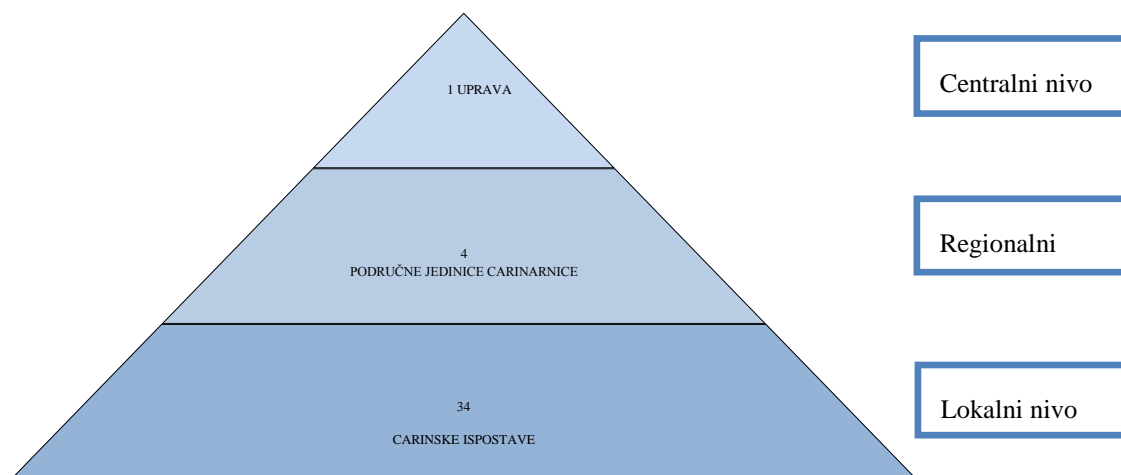 1 UPRAVA
Centralni nivo
4
PODRUČNE JEDINICE CARINARNICE
Regionalni
34
CARINSKE ISPOSTAVE
Lokalni nivo